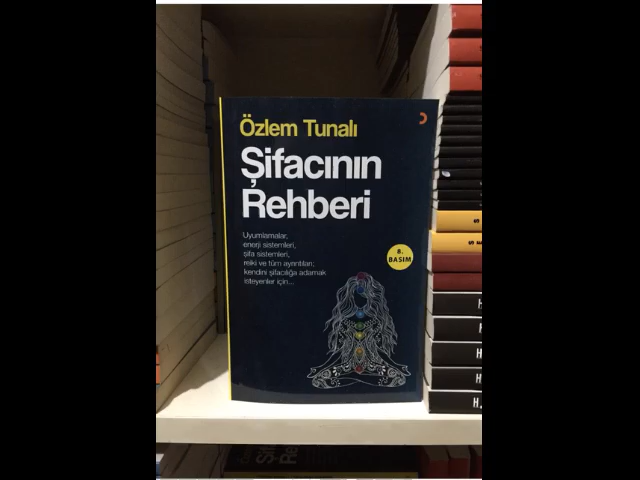 Özlem Tunalı
Şifacının
Rehberi
Uyumlamalar,
enerji sistemleri,
şifa sistemleri,
reiki ve tüm ayrıntıları;
kendini şifacılığa adamak
isteyenler için...
8.
BASIM